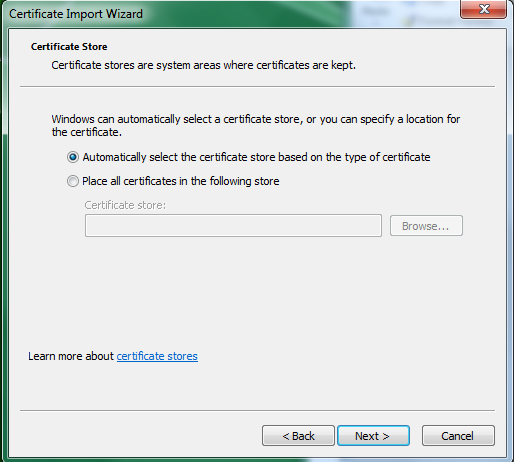 Certificate Import Wizard
Certificate Store
Certificate stores are system areas where certificates are kept.
Windows can automatically select a certificate store, or you can specify a location for
the certificate.
Automatically select the certificate store based on the type of certificate
Place all certificates in the following store
Certificate store:
Browse...
Learn more about certificate stores
< Back
Next >
Cancel